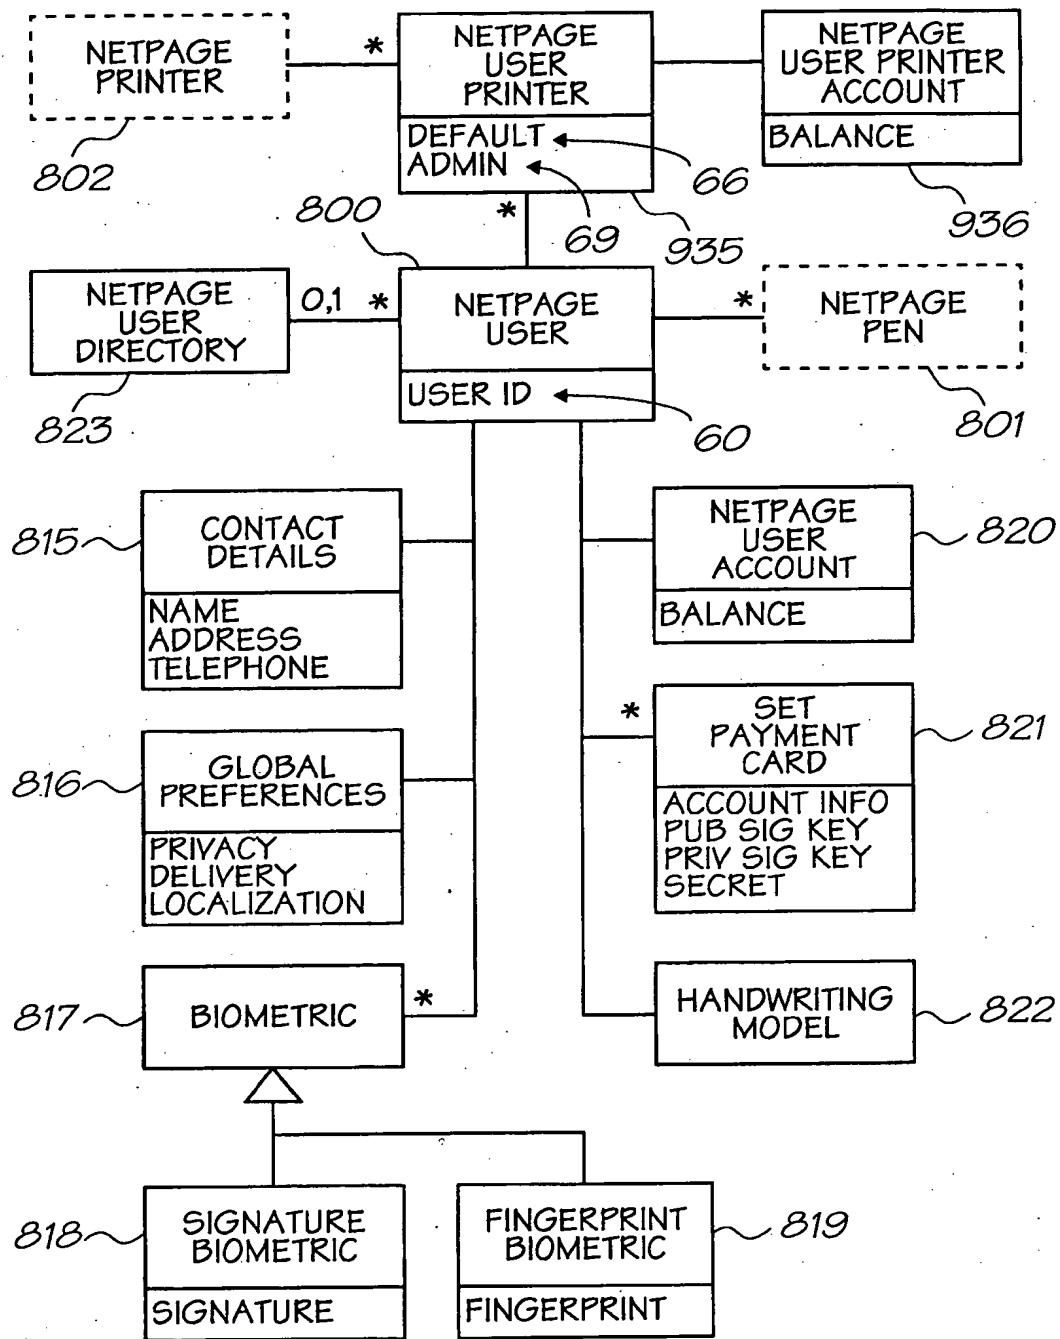 NETPAGE
PRINTER
802
*
NETPAGE
USER
PRINTER
DEFAULT
ADMIN
66
69
935
NETPAGE
USER PRINTER
ACCOUNT
BALANCE
936
*
800
NETPAGE
USER
DIRECTORY
823
0,1 *
NETPAGE
USER
USER ID
60
*
NETPAGE
PEN
801
815
CONTACT
DETAILS
NAME
ADDRESS
TELEPHONE
NETPAGE
USER
ACCOUNT
BALANCE
820
816
GLOBAL
PREFERENCES
PRIVACY
DELIVERY
LOCALIZATION
*
SET
PAYMENT
CARD
ACCOUNT INFO
PUB SIG KEY
PRIV SIG KEY
SECRET
821
817
BIOMETRIC
*
HANDWRITING
MODEL
822
818
SIGNATURE
BIOMETRIC
SIGNATURE
FINGERPRINT
BIOMETRIC
FINGERPRINT
819